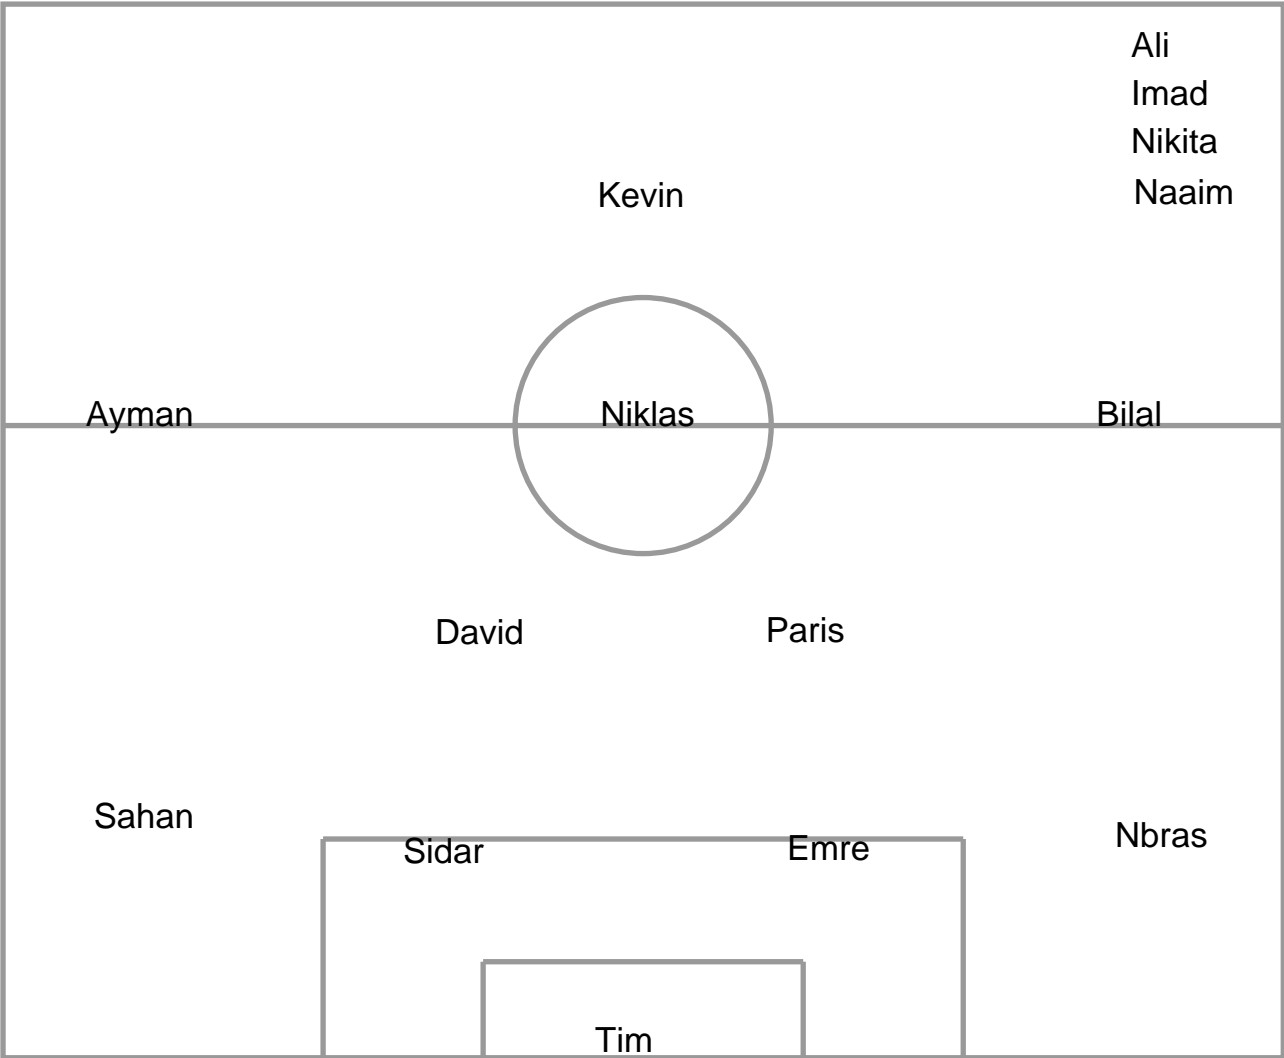 Ali
Imad
Nikita
Kevin Naaim
Ayman Niklas Bilal
David Paris
Sahan Nbras
Sidar Emre
Tim